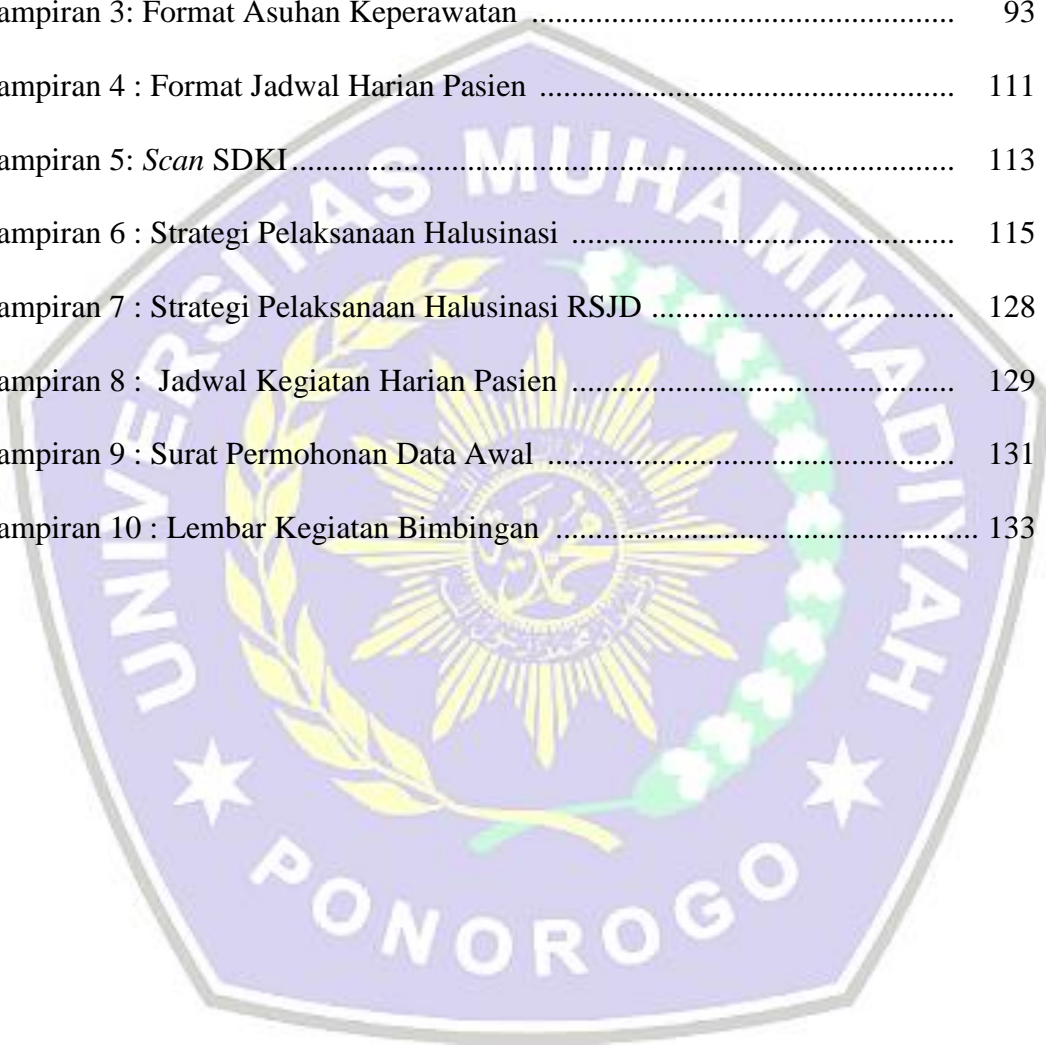 ampiran 3: Format Asuhan Keperawatan ................................................... 93
ampiran 4 : Format Jadwal Harian Pasien .................................................. 111
ampiran 5: Scan SDKI................................................................................ 113
ampiran 6 : Strategi Pelaksanaan Halusinasi .............................................. 115
ampiran 7 : Strategi Pelaksanaan Halusinasi RSJD .................................... 128
ampiran 8 :  Jadwal Kegiatan Harian Pasien .............................................. 129
ampiran 9 : Surat Permohonan Data Awal ................................................. 131
ampiran 10 : Lembar Kegiatan Bimbingan ................................................... 133
UNIVERSITAS MUHAMMADIYAH
PONOROGO